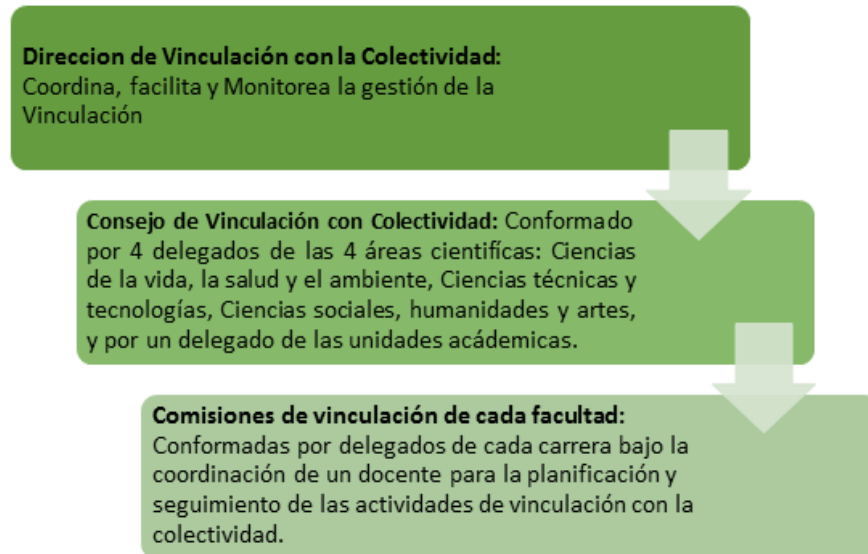 Direccion de Vinculación con la Colectividad:
Coordina, facilita y Monitorea la gestión de la
Vinculación
Consejo de Vinculación con Colectividad: Conformado
por 4 delegados de las 4 áreas científicas: Ciencias
de la vida, la salud y el ambiente, Ciencias técnicas y
tecnologías, Ciencias sociales, humanidades y artes,
y por un delegado de las unidades acádemicas.
Comisiones de vinculación de cada facultad:
Conformadas por delegados de cada carrera bajo la
coordinación de un docente para la planificación y
seguimiento de las actividades de vinculación con la
colectividad.